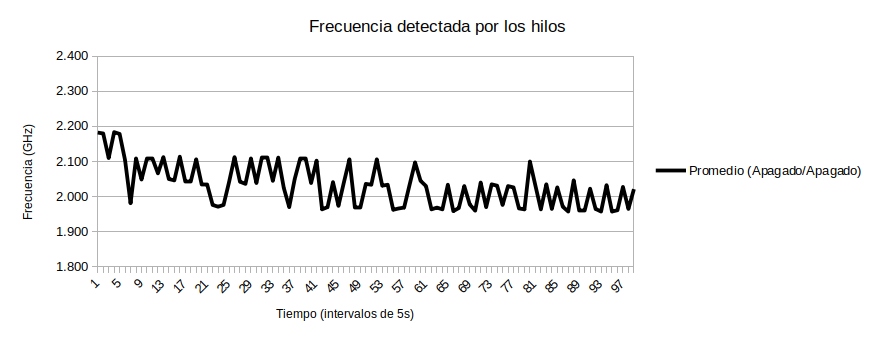 Frecuencia detectada por los hilos
2.400
2.300
2.200
2.100
2.000
1.900
1.800
Frecuencia (GHz)
Promedio (Apagado/Apagado)
1 5 9 13 17 21 25 29 33 37 41 45 49 53 57 61 65 69 73 77 81 85 89 93 97
Tiempo (intervalos de 5s)